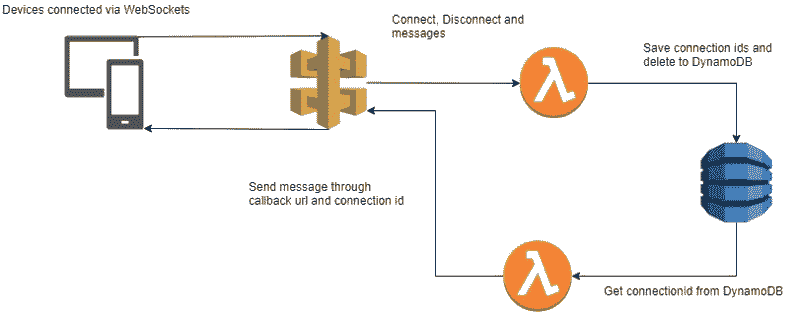 Devices connected via WebSockets
Connect, Disconnect and
messages
Save connection ids and
delete to DynamoDB
Send message through
callback url and connection id
Get connectionId from DynamoDB